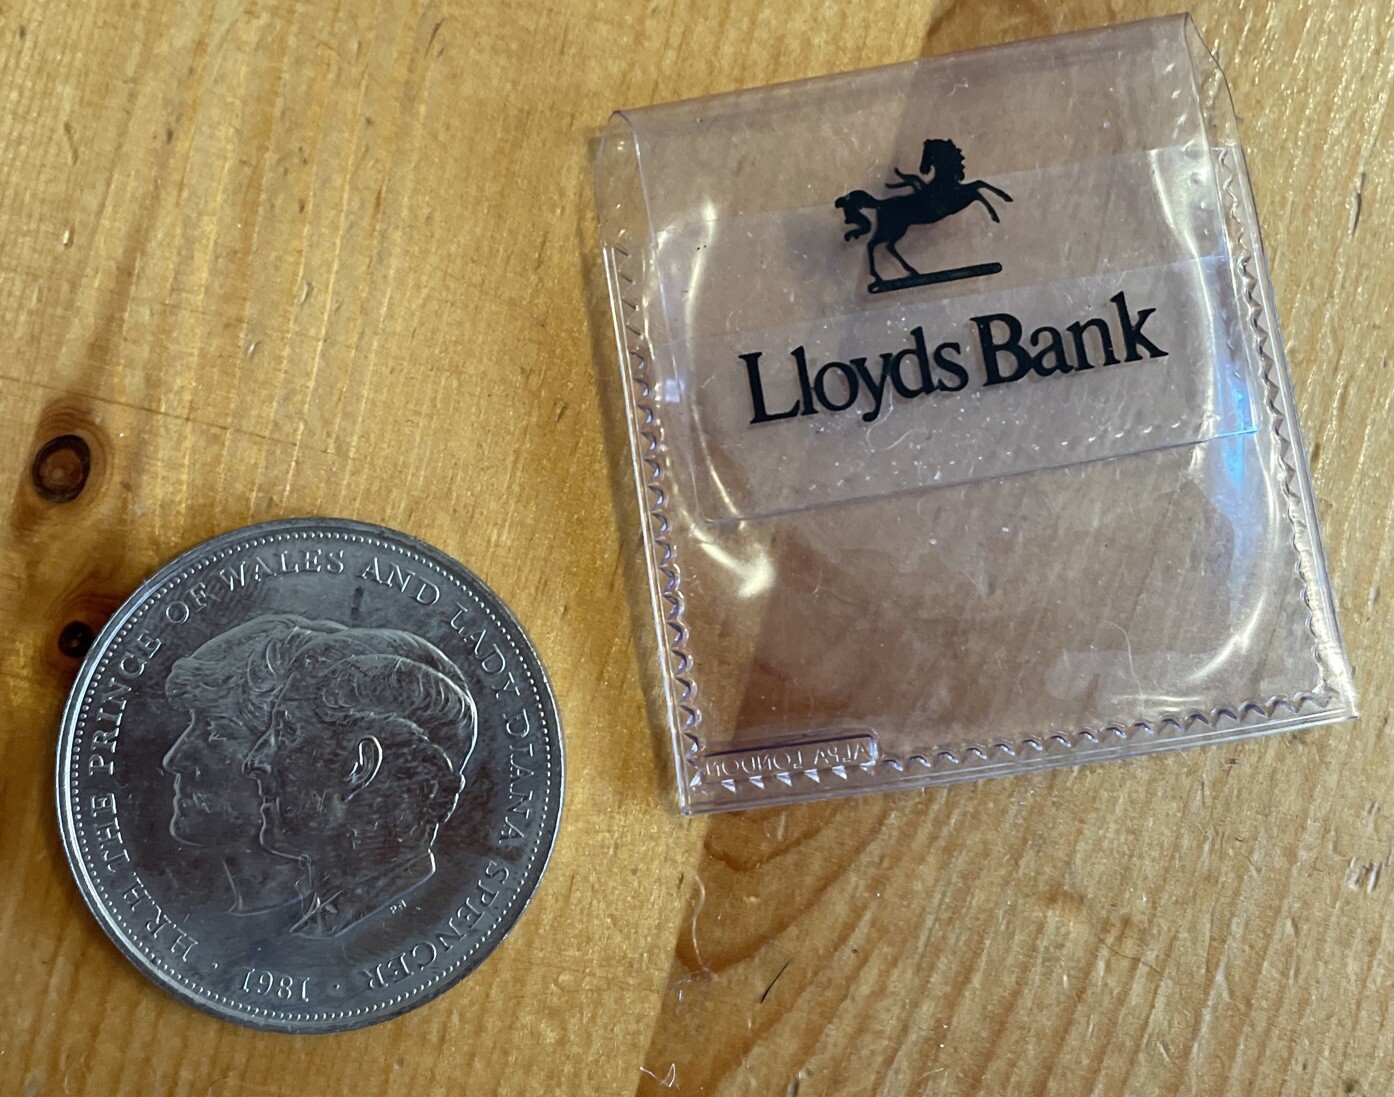 H.R.H. THE PRINCE OF WALES AND LADY DIANA SPENCER · 1981 ·
Lloyds Bank